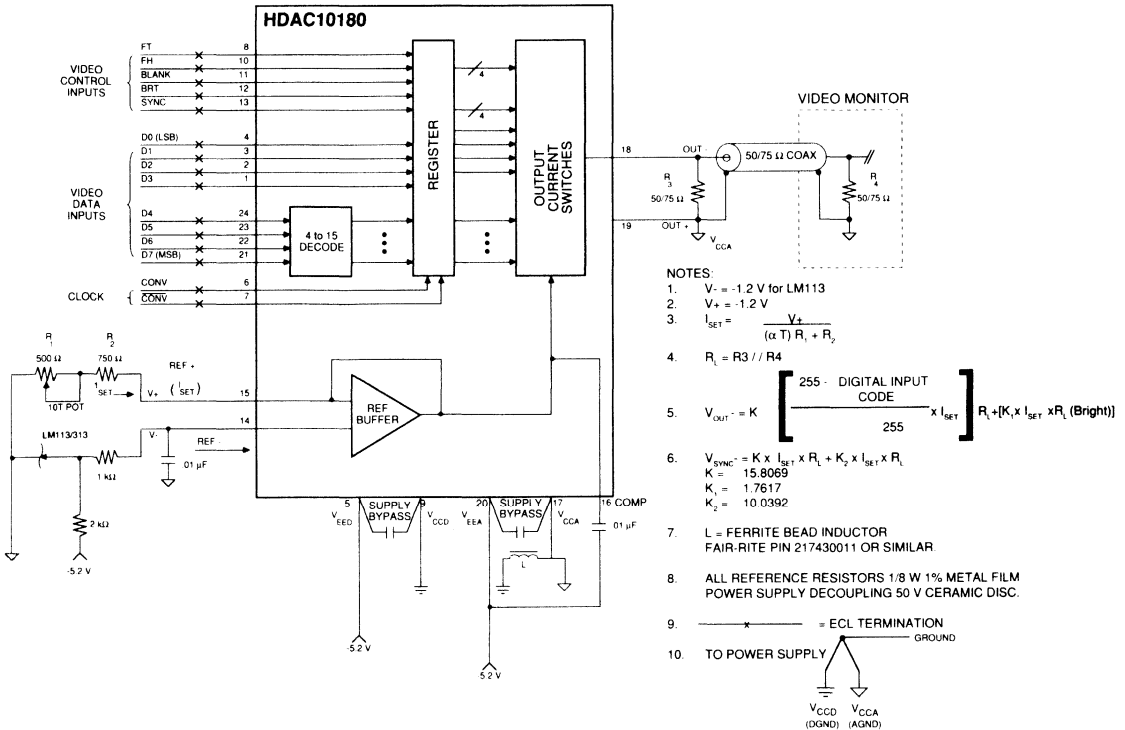 HDAC10180
VIDEO CONTROL INPUTS
FT 8
FH 10
BLANK 11
BRT 12
SYNC 13
VIDEO DATA INPUTS
D0 (LSB) 4
D1 3
D2 2
D3 1
D4 24
D5 23
D6 22
D7 (MSB) 21
4 to 15 DECODE
CLOCK
CONV 6
CONV 7
REGISTER
4
4
OUTPUT CURRENT SWITCHES
18
OUT -
19
OUT +
R3
50/75 Ω
VCCA
50/75 Ω COAX
VIDEO MONITOR
R4
50/75 Ω
R1
500 Ω
R2
750 Ω
10T POT
ISET
V+
REF +
(ISET)
15
14
REF BUFFER
LM113/313
V-
REF -
1 kΩ
01 µF
2 kΩ
-5.2 V
5
VEED
SUPPLY BYPASS
9
VCCD
20
VEEA
SUPPLY BYPASS
17
VCCA
16 COMP
01 µF
L
-5.2 V
5.2 V
NOTES:
1. V- = -1.2 V for LM113
2. V+ = -1.2 V
3. ISET = V+
(α T) R1 + R2
4. RL = R3 // R4
5. VOUT- = K [ 255 - DIGITAL INPUT CODE / 255 x ISET ] RL+[K1 x ISET xRL (Bright)]
6. VSYNC- = K x ISET x RL + K2 x ISET x RL
K = 15.8069
K1 = 1.7617
K2 = 10.0392
7. L = FERRITE BEAD INDUCTOR
FAIR-RITE PIN 217430011 OR SIMILAR.
8. ALL REFERENCE RESISTORS 1/8 W 1% METAL FILM
POWER SUPPLY DECOUPLING 50 V CERAMIC DISC.
9. x = ECL TERMINATION
10. TO POWER SUPPLY
GROUND
VCCD
(DGND)
VCCA
(AGND)